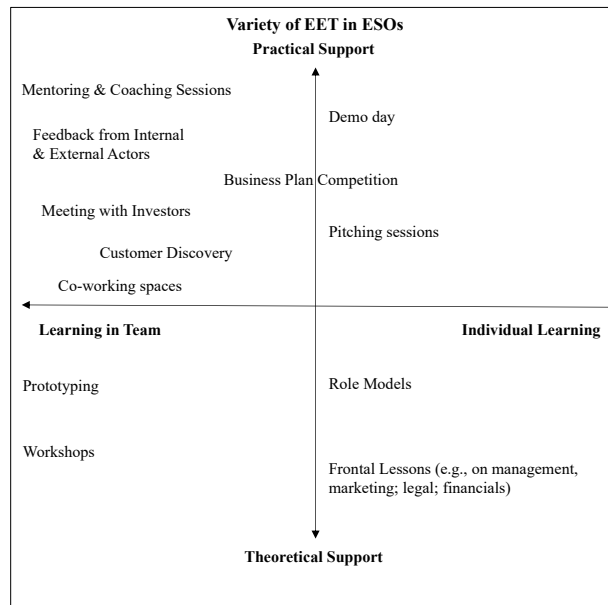 Variety of EET in ESOs
Practical Support
Mentoring & Coaching Sessions
Demo day
Feedback from Internal
& External Actors
Business Plan Competition
Meeting with Investors
Pitching sessions
Customer Discovery
Co-working spaces
Learning in Team
Individual Learning
Prototyping
Role Models
Workshops
Frontal Lessons (e.g., on management,
marketing; legal; financials)
Theoretical Support